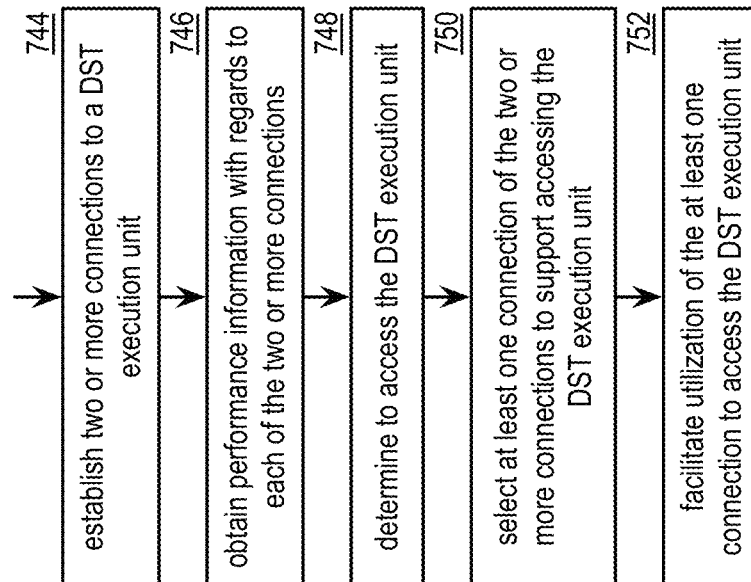 744
establish two or more connections to a DST
execution unit
746
obtain performance information with regards to
each of the two or more connections
748
determine to access the DST execution unit
750
select at least one connection of the two or
more connections to support accessing the
DST execution unit
752
facilitate utilization of the at least one
connection to access the DST execution unit